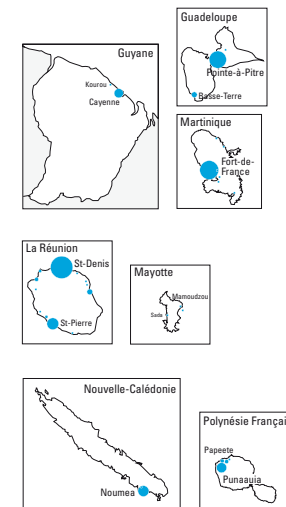 Guadeloupe
Pointe-à-Pitre
Basse-Terre
Guyane
Kourou
Cayenne
Martinique
Fort-de-
France
La Réunion
St-Denis
St-Pierre
Mayotte
Mamoudzou
Sada
Nouvelle-Calédonie
Noumea
Polynésie Françai
Papeete
Punaauia